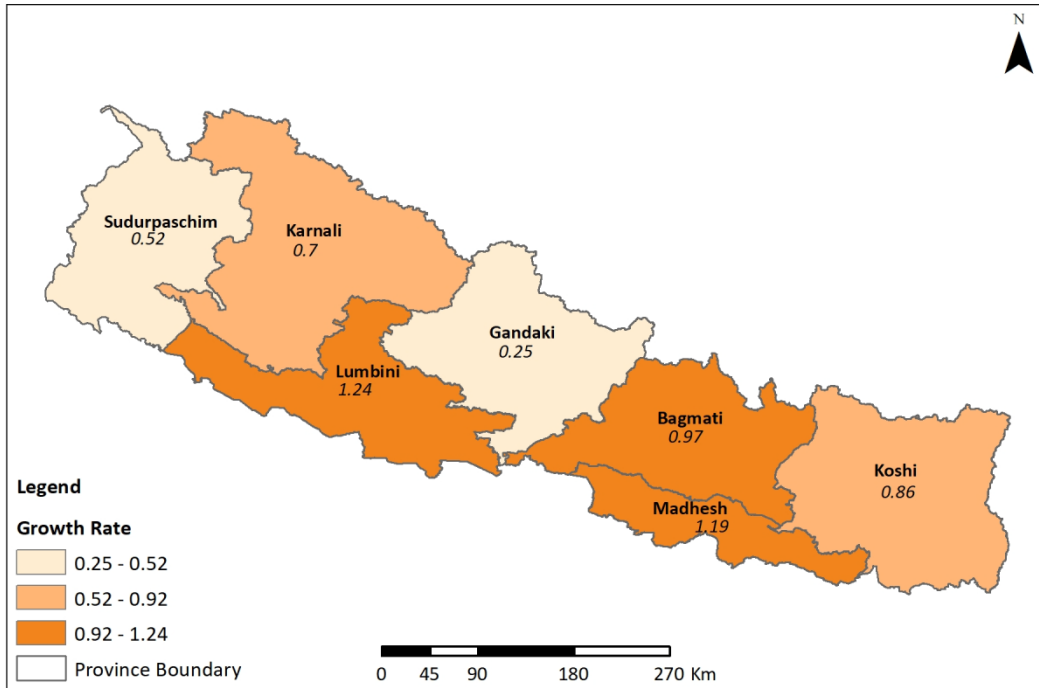 N
Sudurpaschim
0.52
Karnali
0.7
Gandaki
0.25
Lumbini
1.24
Bagmati
0.97
Koshi
0.86
Madhesh
1.19
Legend
Growth Rate
0.25 - 0.52
0.52 - 0.92
0.92 - 1.24
Province Boundary
0 45 90 180 270 Km